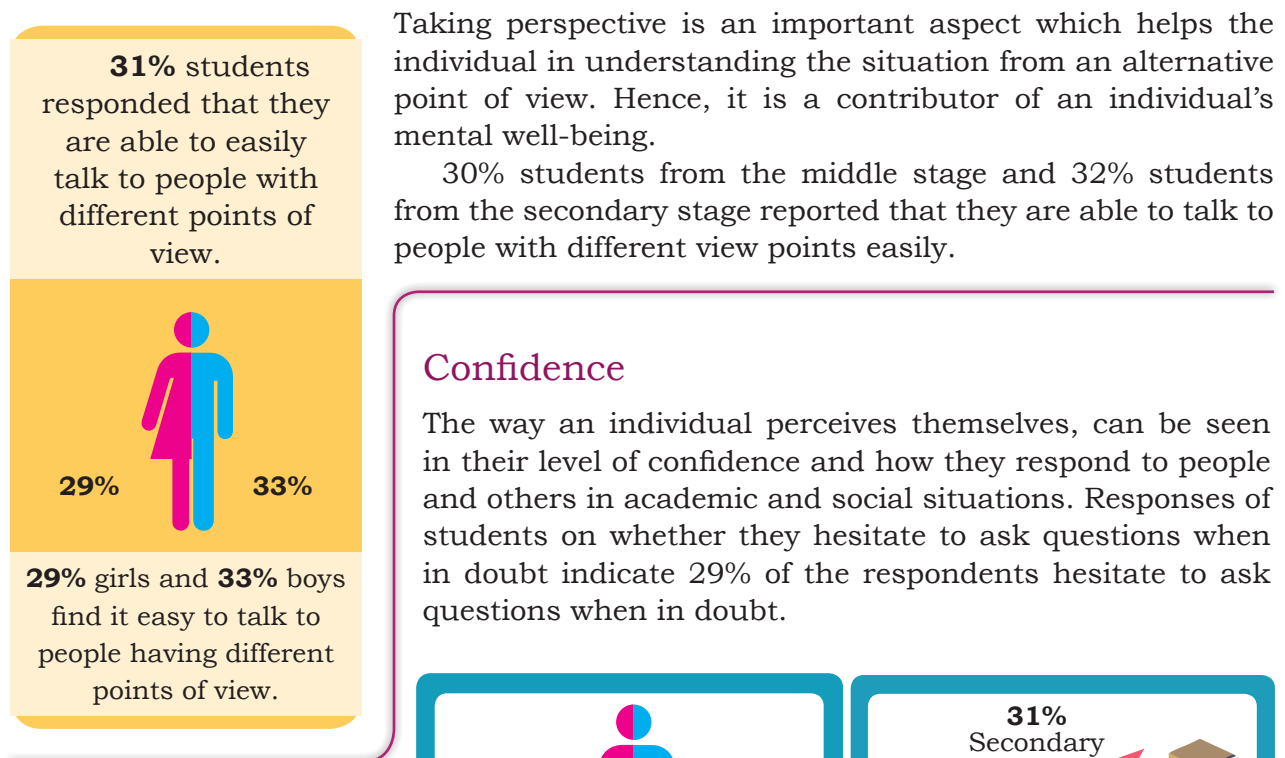 31% students
responded that they
are able to easily
talk to people with
different points of
view.
29%
33%
29% girls and 33% boys
find it easy to talk to
people having different
points of view.
Taking perspective is an important aspect which helps the
individual in understanding the situation from an alternative
point of view. Hence, it is a contributor of an individual’s
mental well-being.
30% students from the middle stage and 32% students
from the secondary stage reported that they are able to talk to
people with different view points easily.
Confidence
The way an individual perceives themselves, can be seen
in their level of confidence and how they respond to people
and others in academic and social situations. Responses of
students on whether they hesitate to ask questions when
in doubt indicate 29% of the respondents hesitate to ask
questions when in doubt.
31%
Secondary